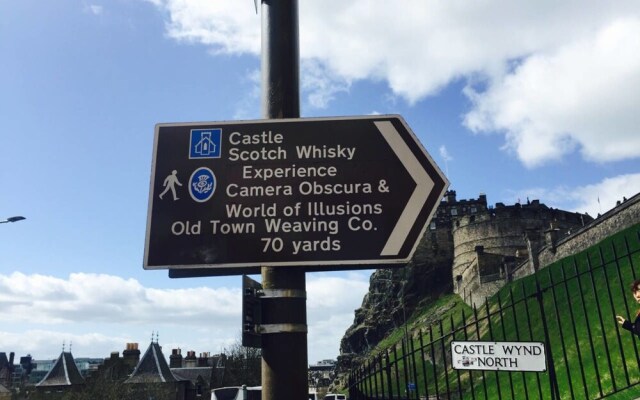 Castle
Scotch Whisky
Experience
Camera Obscura &
World of Illusions
Old Town Weaving Co.
70 yards
CASTLE WYND
NORTH